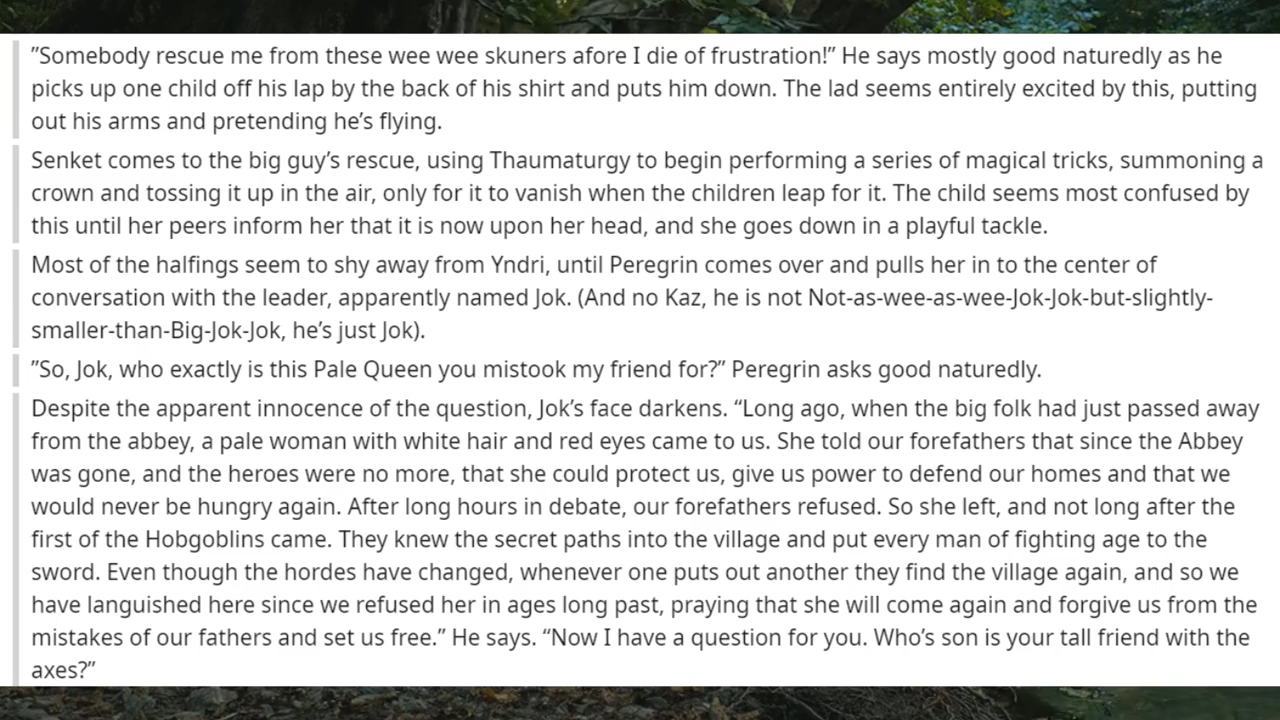 ”Somebody rescue me from these wee wee skuners afore I die of frustration!” He says mostly good naturedly as he
picks up one child off his lap by the back of his shirt and puts him down. The lad seems entirely excited by this, putting
out his arms and pretending he’s flying.
Senket comes to the big guy’s rescue, using Thaumaturgy to begin performing a series of magical tricks, summoning a
crown and tossing it up in the air, only for it to vanish when the children leap for it. The child seems most confused by
this until her peers inform her that it is now upon her head, and she goes down in a playful tackle.
Most of the halfings seem to shy away from Yndri, until Peregrin comes over and pulls her in to the center of
conversation with the leader, apparently named Jok. (And no Kaz, he is not Not-as-wee-as-wee-Jok-Jok-but-slightly-
smaller-than-Big-Jok-Jok, he’s just Jok).
”So, Jok, who exactly is this Pale Queen you mistook my friend for?” Peregrin asks good naturedly.
Despite the apparent innocence of the question, Jok’s face darkens. “Long ago, when the big folk had just passed away
from the abbey, a pale woman with white hair and red eyes came to us. She told our forefathers that since the Abbey
was gone, and the heroes were no more, that she could protect us, give us power to defend our homes and that we
would never be hungry again. After long hours in debate, our forefathers refused. So she left, and not long after the
first of the Hobgoblins came. They knew the secret paths into the village and put every man of fighting age to the
sword. Even though the hordes have changed, whenever one puts out another they find the village again, and so we
have languished here since we refused her in ages long past, praying that she will come again and forgive us from the
mistakes of our fathers and set us free.” He says. “Now I have a question for you. Who’s son is your tall friend with the
axes?”